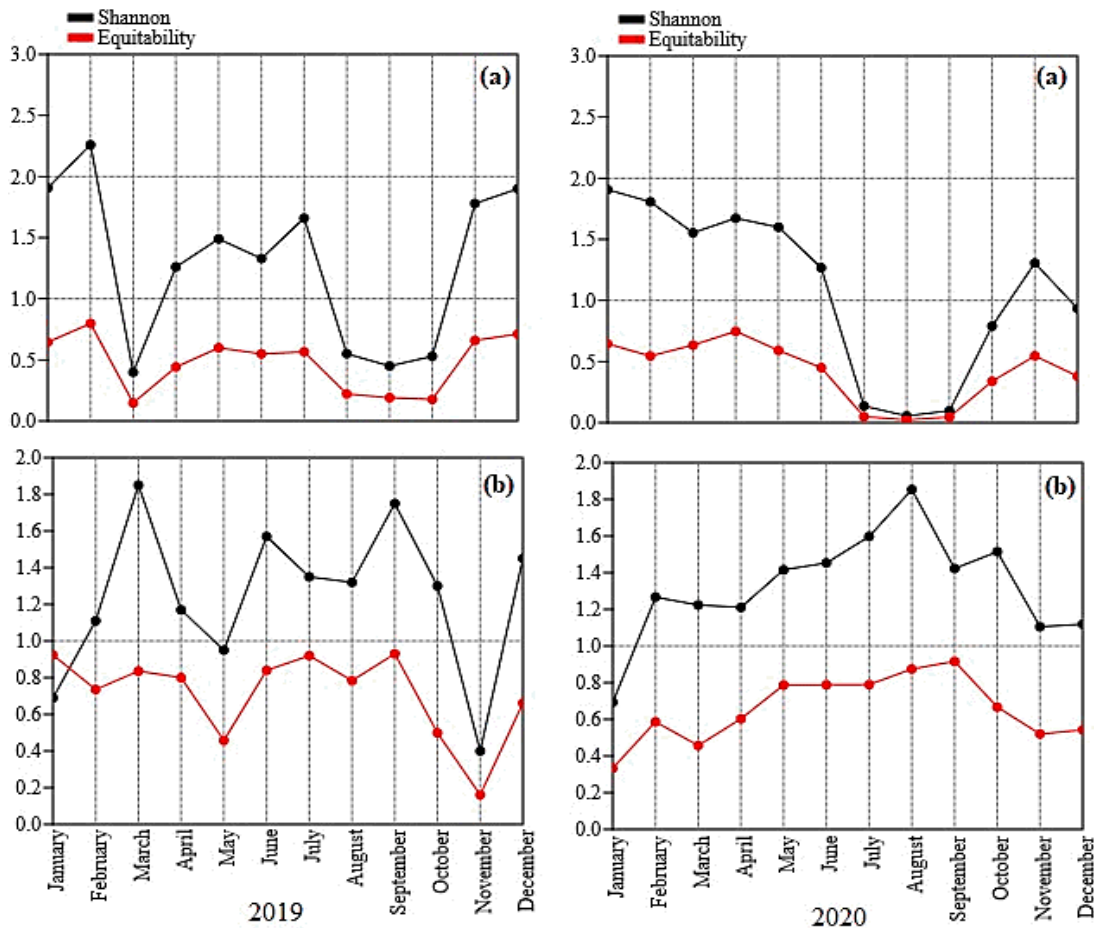 Shannon
Equitability
3.0
2.5
2.0
1.5
1.0
0.5
0.0
(a)
Shannon
Equitability
3.0
2.5
2.0
1.5
1.0
0.5
0.0
(a)
2.0
1.8
1.6
1.4
1.2
1.0
0.8
0.6
0.4
0.2
0.0
(b)
January
February
March
April
May
June
July
August
September
October
November
December
2019
2.0
1.8
1.6
1.4
1.2
1.0
0.8
0.6
0.4
0.2
0.0
(b)
January
February
March
April
May
June
July
August
September
October
November
December
2020